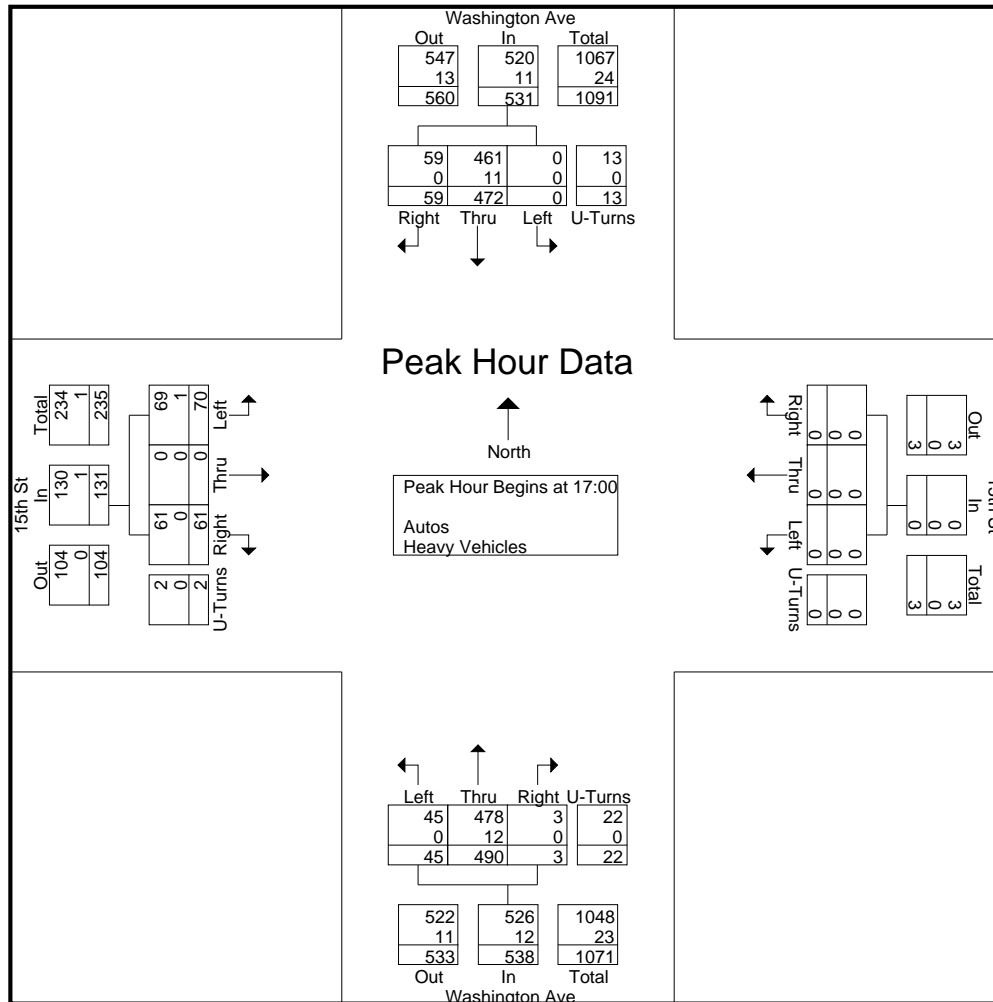 Washington Ave
Out In Total
547 520 1067
13 11 24
560 531 1091
59 461 0 13
0 11 0 0
59 472 0 13
Right Thru Left U-Turns
Peak Hour Data
North
Peak Hour Begins at 17:00
Autos
Heavy Vehicles
15th St
Total In Out
234 130 104
1 1 0
235 131 104
69 0 61 2
1 0 0 0
70 0 61 2
Left Thru Right U-Turns
Right Thru Left U-Turns
0 0 0 0
0 0 0 0
0 0 0 0
Out In Total
3 0 3
0 0 0
3 0 3
Left Thru Right U-Turns
45 478 3 22
0 12 0 0
45 490 3 22
522 526 1048
11 12 23
533 538 1071
Out In Total
Washington Ave